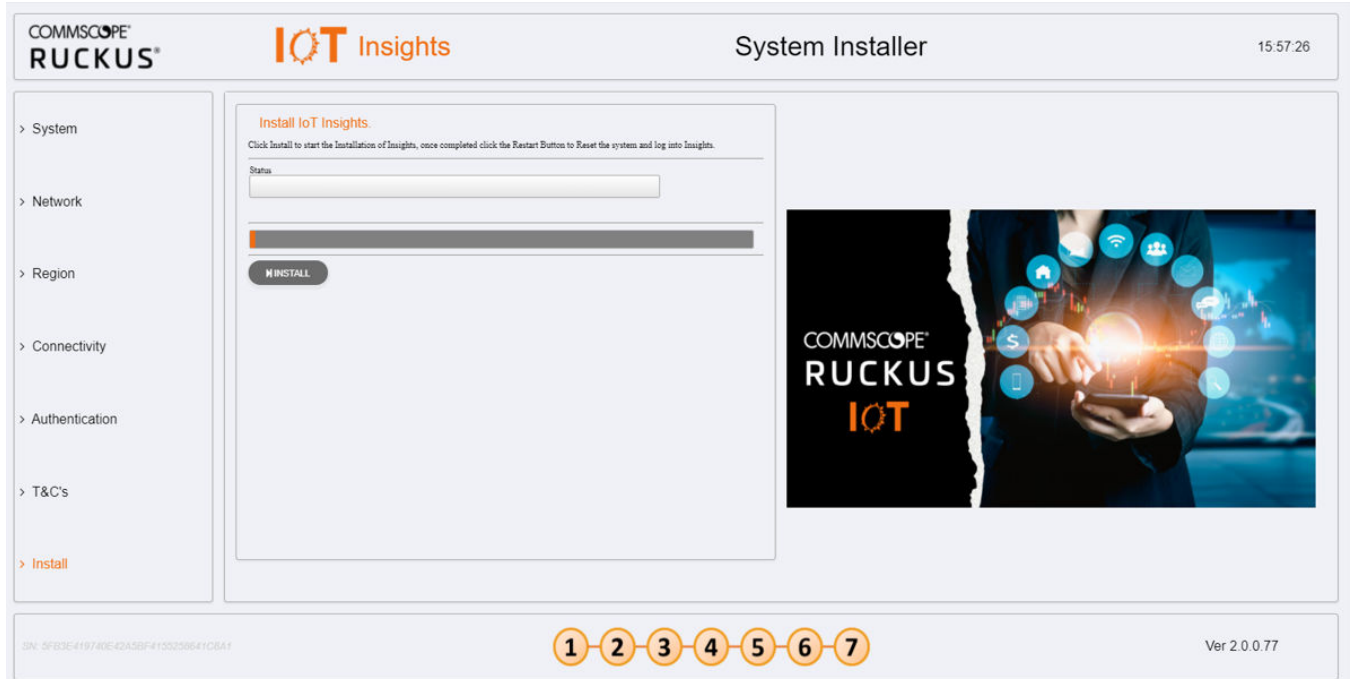 COMMSCOPE®
RUCKUS®
IOT Insights
System Installer
15:57:26
> System
> Network
> Region
> Connectivity
> Authentication
> T&C's
> Install
Install IoT Insights.
Click Install to start the Installation of Insights, once completed click the Restart Button to Reset the system and log into Insights.
Status
INSTALL
COMMSCOPE®
RUCKUS
IOT
$
1 2 3 4 5 6 7
Ver 2.0.0.77